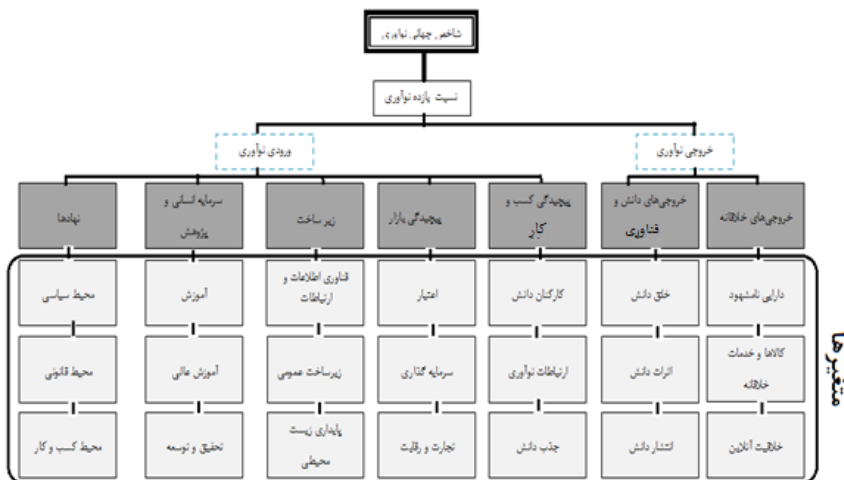 شاخص جهانی نوآوری
نسبت بازده نوآوری
خروجی نوآوری
ورودی نوآوری
خروجی‌های خلاقانه
خروجی‌های دانش و
فناوری
پیچیدگی کسب و
کار
پیچیدگی بازار
زیر ساخت
سرمایه انسانی و
پژوهش
نهادها
دارایی نامشهود
خلق دانش
کارکنان دانش
اعتبار
فناوری اطلاعات و
ارتباطات
آموزش
محیط سیاسی
کالاها و خدمات
خلاقانه
اثرات دانش
ارتباطات نوآوری
سرمایه گذاری
زیرساخت عمومی
آموزش عالی
محیط قانونی
خلاقیت آنلاین
انتشار دانش
جذب دانش
تجارت و رقابت
پایداری زیست
محیطی
تحقیق و توسعه
محیط کسب و کار
متغیرها